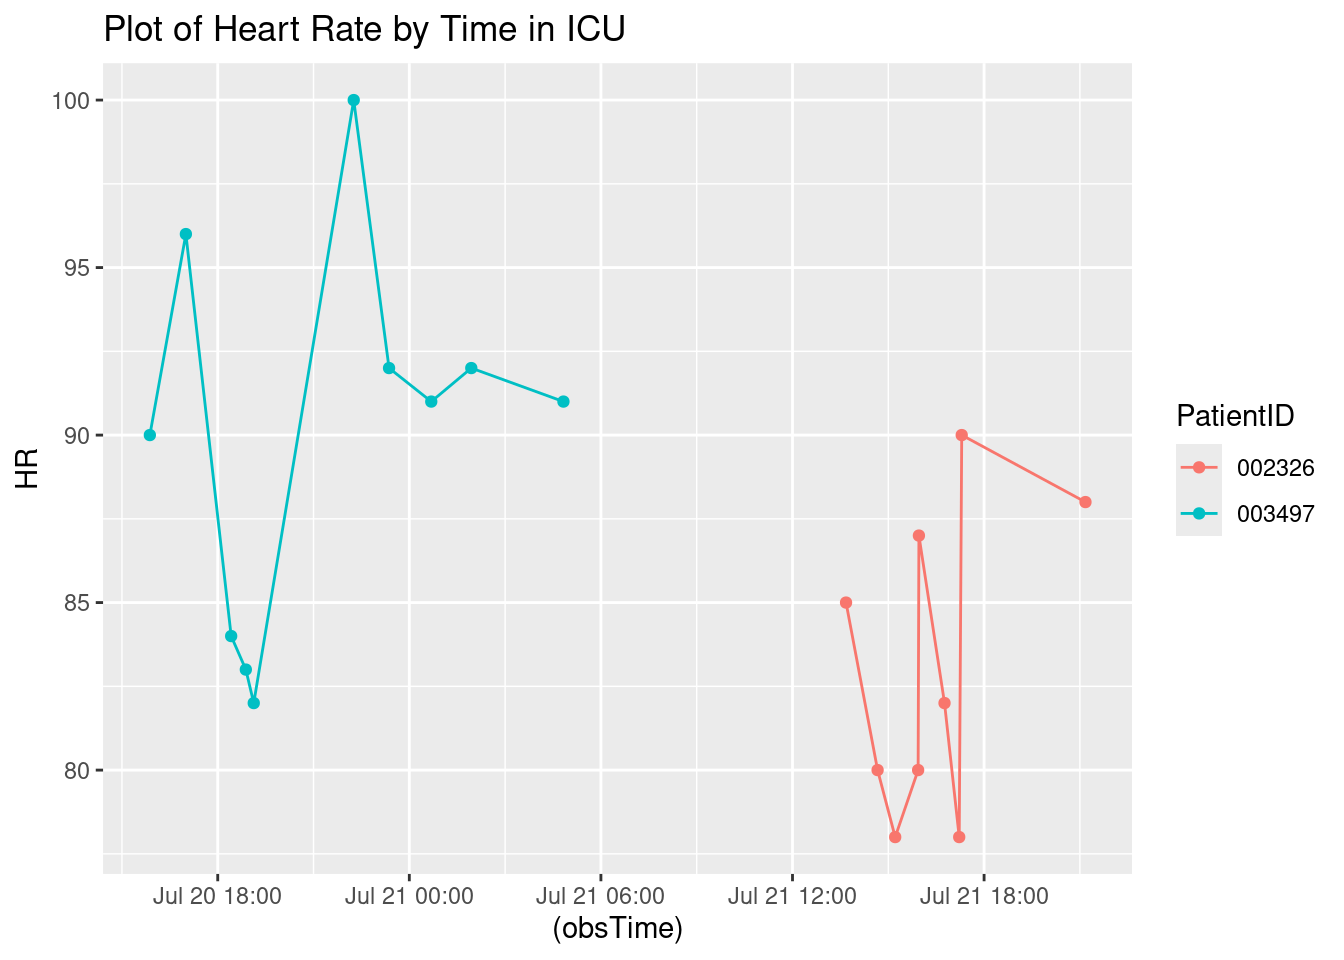 Plot of Heart Rate by Time in ICU
100
95
90
85
80
HR
Jul 20 18:00
Jul 21 00:00
Jul 21 06:00
Jul 21 12:00
Jul 21 18:00
(obsTime)
PatientID
002326
003497